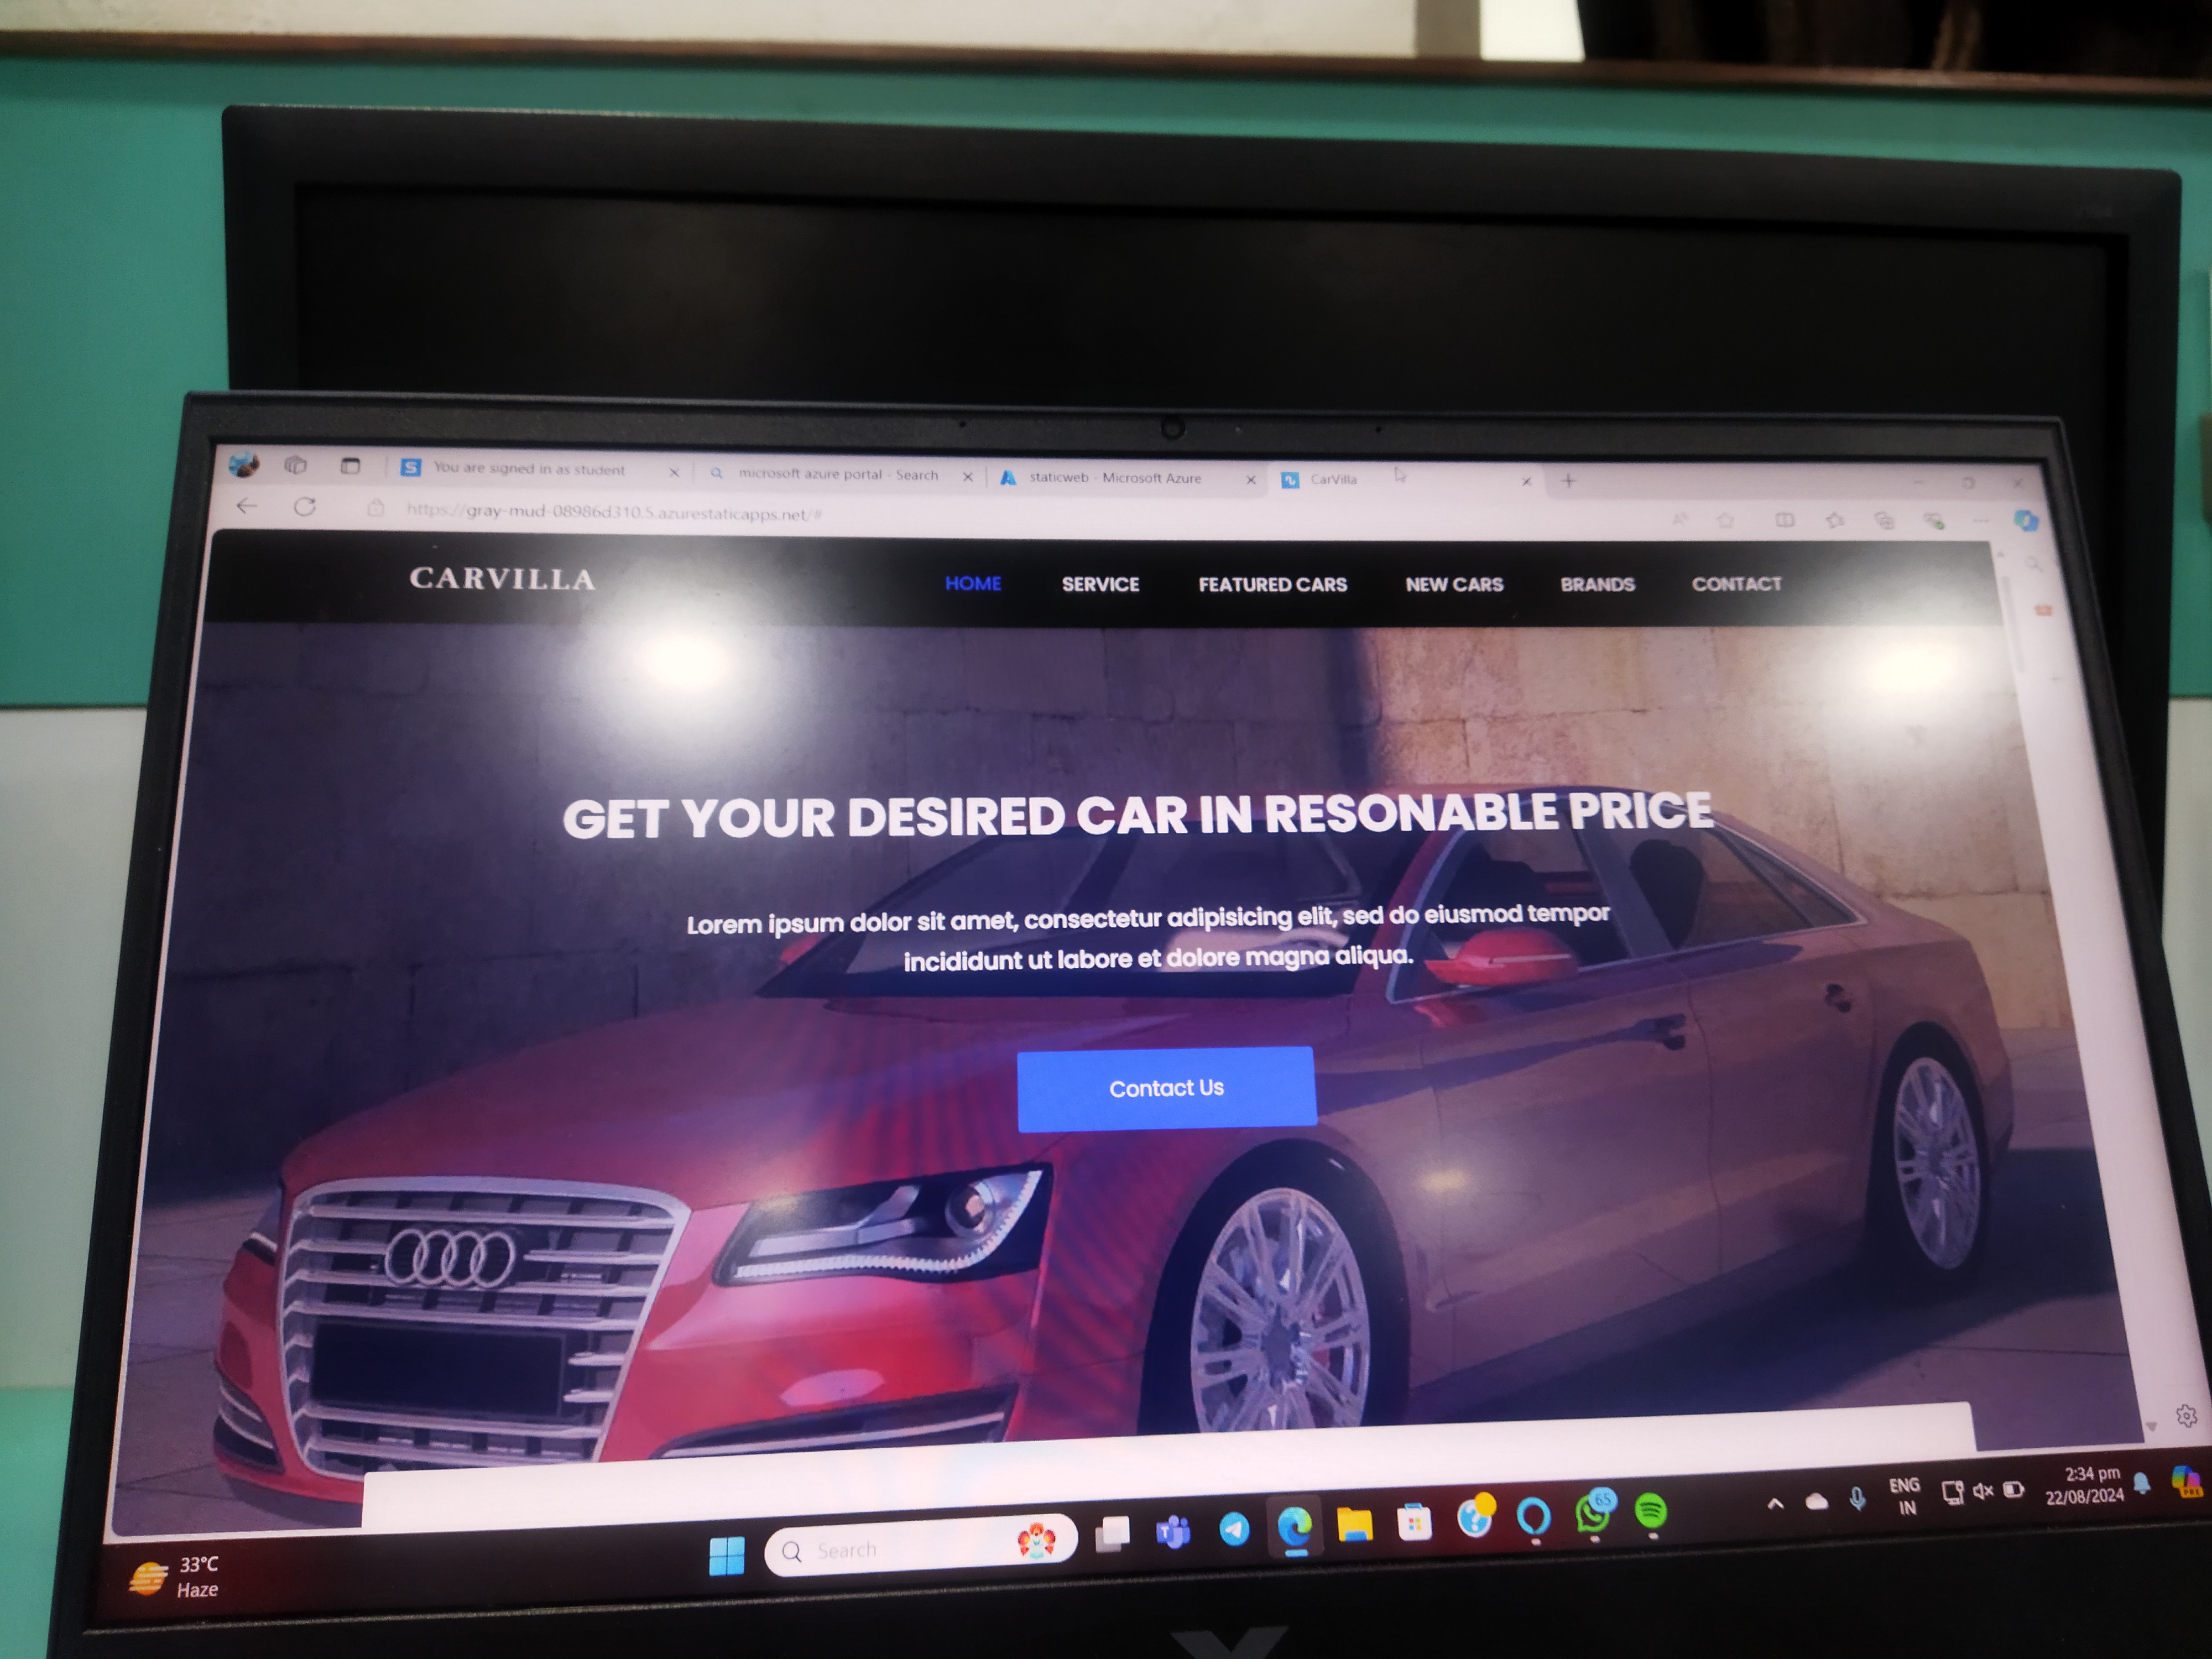 You are signed in as student
microsoft azure portal - Search
staticweb - Microsoft Azure
CarVilla
https://gray-mud-08986d310.5.azurestaticapps.net/#
CARVILLA
HOME
SERVICE
FEATURED CARS
NEW CARS
BRANDS
CONTACT
GET YOUR DESIRED CAR IN RESONABLE PRICE
Lorem ipsum dolor sit amet, consectetur adipisicing elit, sed do eiusmod tempor
incididunt ut labore et dolore magna aliqua.
Contact Us
33°C
Haze
Search
65
ENG
IN
2:34 pm
22/08/2024
PRE